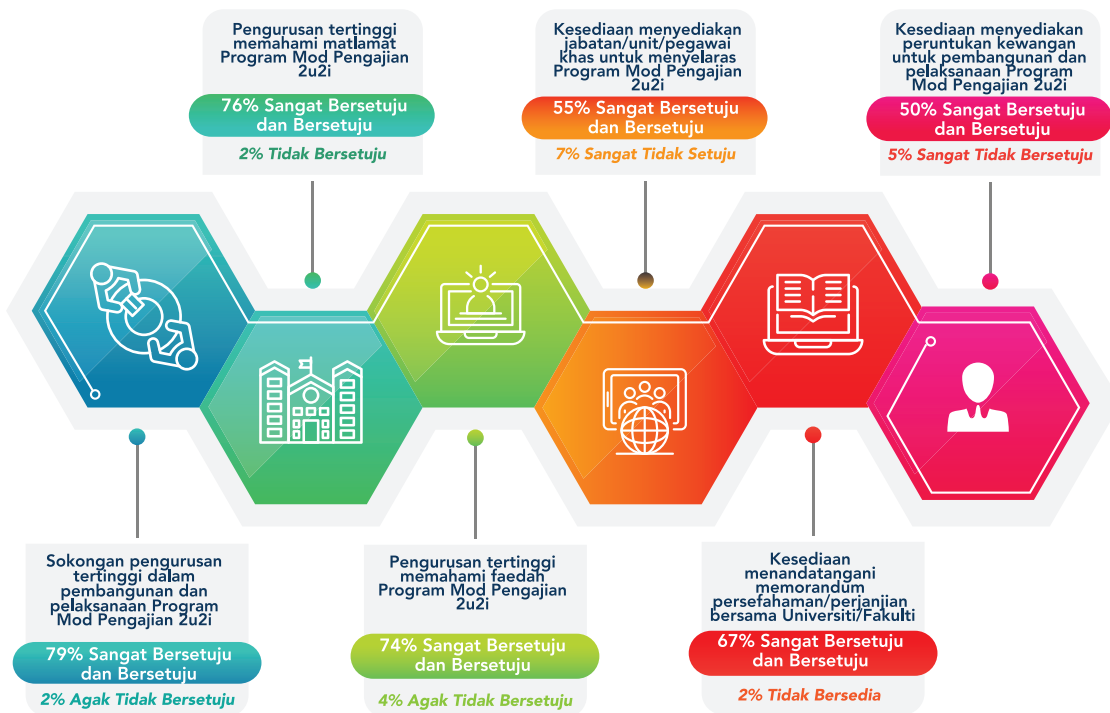 Pengurusan tertinggi
memahami matlamat
Program Mod Pengajian
2u2i
76% Sangat Bersetuju
dan Bersetuju
2% Tidak Bersetuju
Kesediaan menyediakan
jabatan/unit/pegawai
khas untuk menyelaras
Program Mod Pengajian
2u2i
55% Sangat Bersetuju
dan Bersetuju
7% Sangat Tidak Setuju
Kesediaan menyediakan
peruntukan kewangan
untuk pembangunan dan
pelaksanaan Program
Mod Pengajian 2u2i
50% Sangat Bersetuju
dan Bersetuju
5% Sangat Tidak Bersetuju
Sokongan pengurusan
tertinggi dalam
pembangunan dan
pelaksanaan Program
Mod Pengajian 2u2i
79% Sangat Bersetuju
dan Bersetuju
2% Agak Tidak Bersetuju
Pengurusan tertinggi
memahami faedah
Program Mod Pengajian
2u2i
74% Sangat Bersetuju
dan Bersetuju
4% Agak Tidak Bersetuju
Kesediaan
menandatangani
memorandum
persefahaman/perjanjian
bersama Universiti/Fakulti
67% Sangat Bersetuju
dan Bersetuju
2% Tidak Bersedia